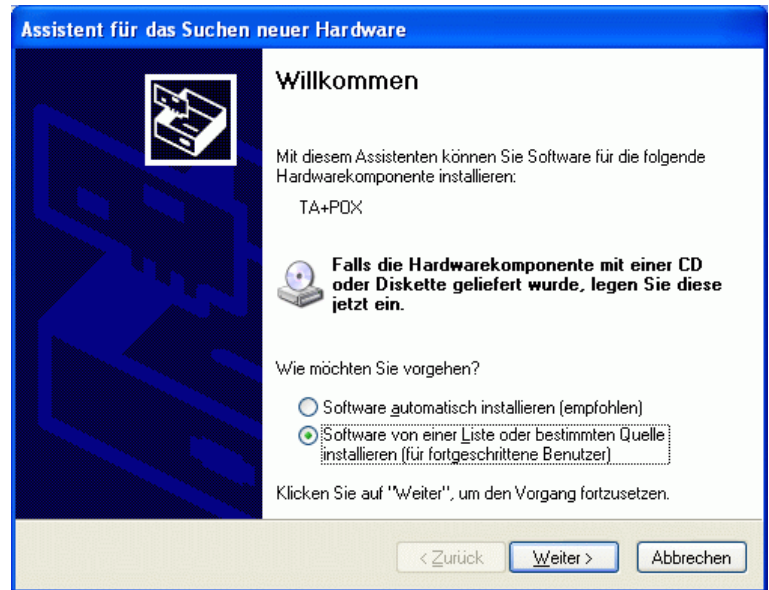 Assistent für das Suchen neuer Hardware
Willkommen
Mit diesem Assistenten können Sie Software für die folgende
Hardwarekomponente installieren:
TA+POX
Falls die Hardwarekomponente mit einer CD
oder Diskette geliefert wurde, legen Sie diese
jetzt ein.
Wie möchten Sie vorgehen?
Software automatisch installieren (empfohlen)
Software von einer Liste oder bestimmten Quelle
installieren (für fortgeschrittene Benutzer)
Klicken Sie auf "Weiter", um den Vorgang fortzusetzen.
< Zurück Weiter > Abbrechen